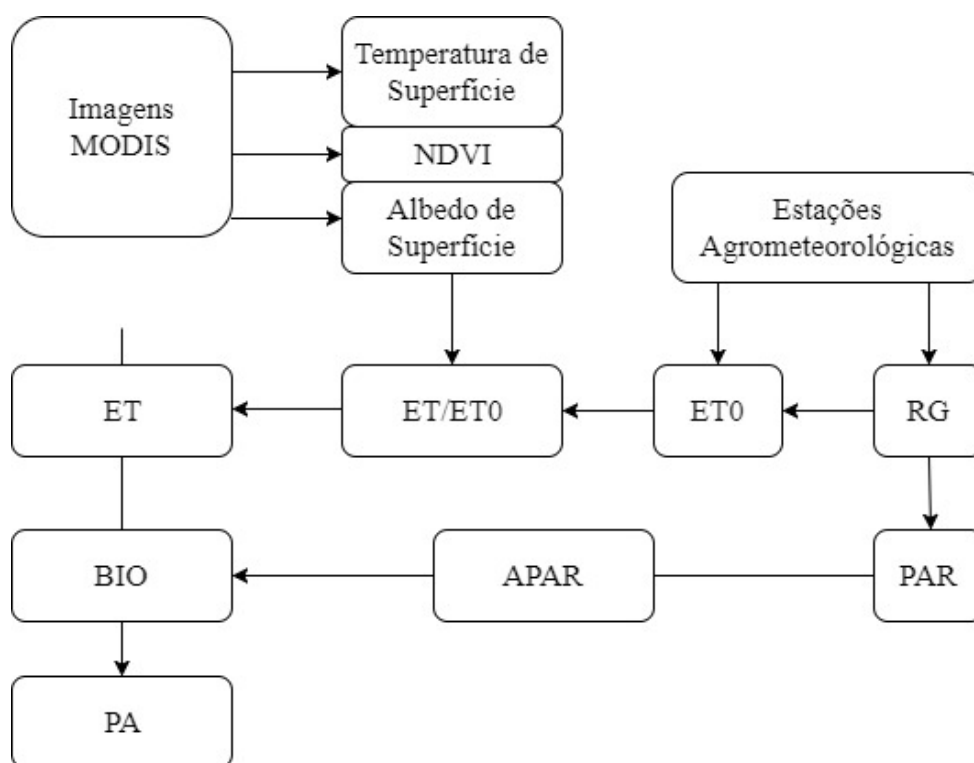 Imagens
MODIS
Temperatura de
Superfície
NDVI
Albedo de
Superfície
Estações
Agrometeorológicas
ET
ET/ET0
ET0
RG
BIO
APAR
PAR
PA